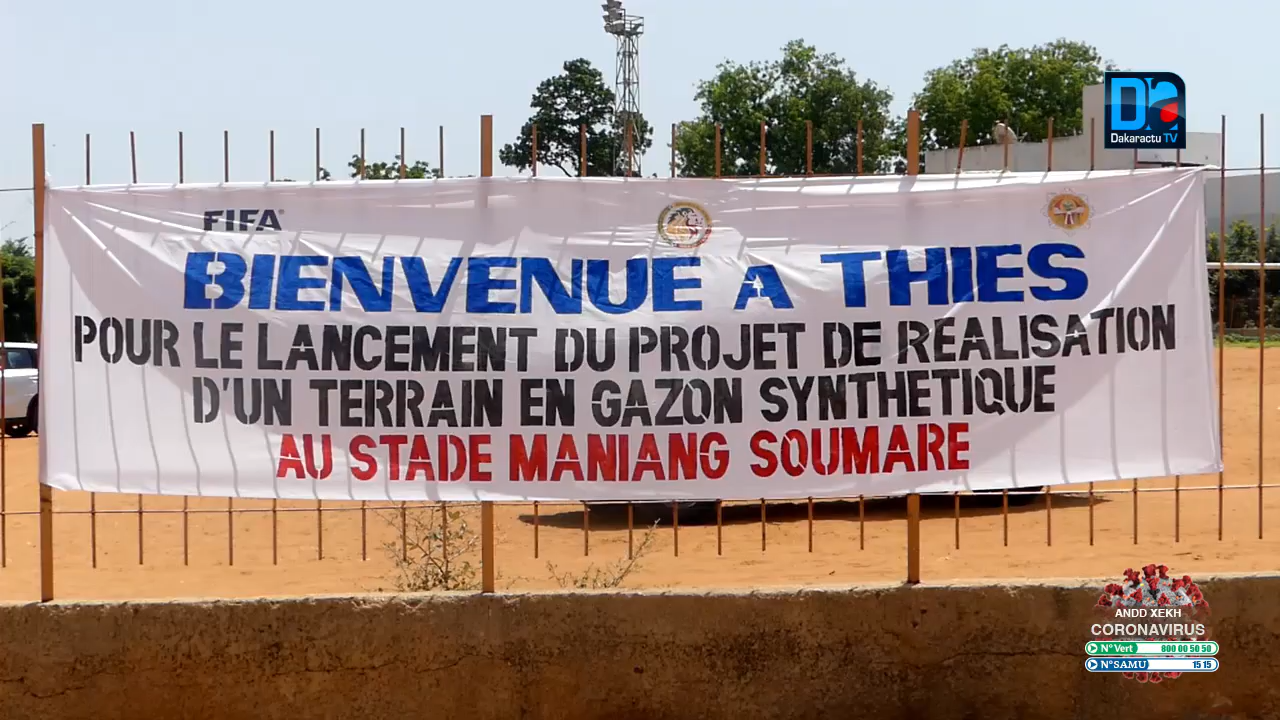 Dakaractu TV
FIFA
BIENVENUE A THIES
POUR LE LANCEMENT DU PROJET DE REALISATION
D'UN TERRAIN EN GAZON SYNTHETIQUE
AU STADE MANIANG SOUMARE
ANDD XEKH
CORONAVIRUS
N° Vert 800 00 50 50
N° SAMU 15 15